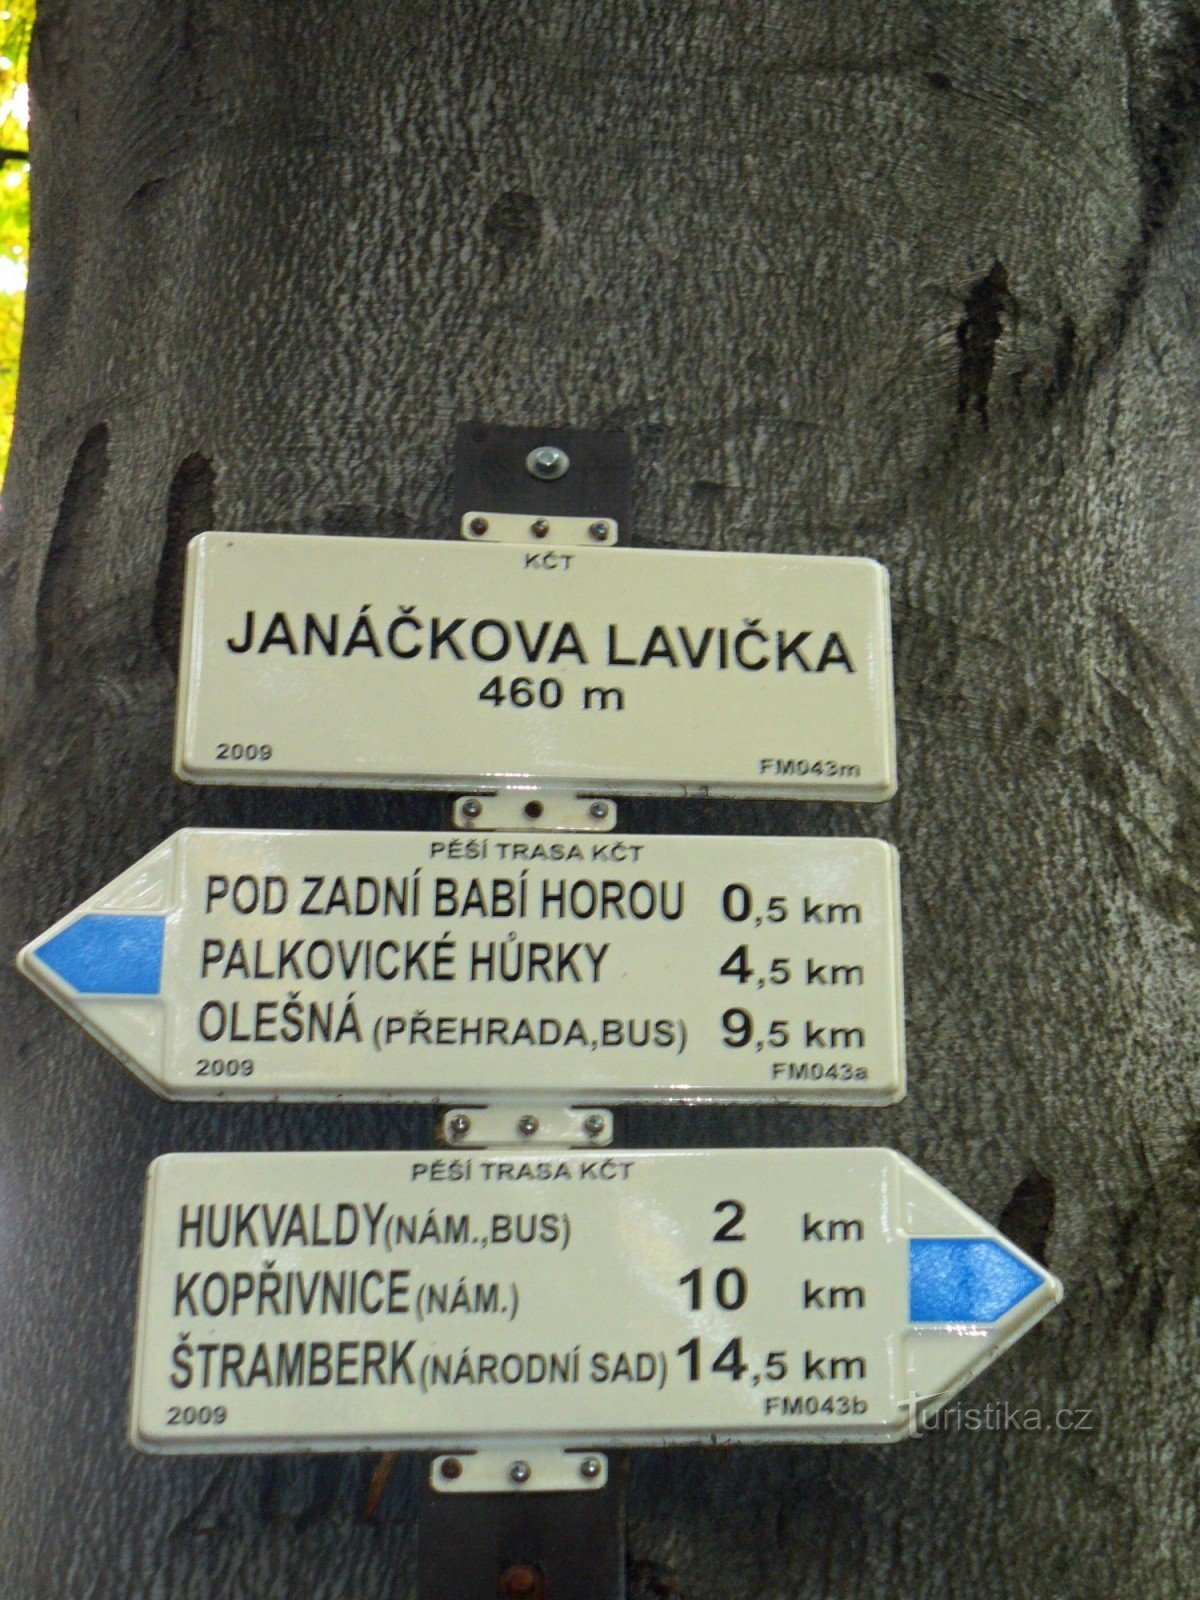 KČT
JANÁČKOVA LAVIČKA
460 m
2009 FM043m
PĚŠÍ TRASA KČT
POD ZADNÍ BABÍ HOROU 0,5 km
PALKOVICKÉ HŮRKY 4,5 km
OLEŠNÁ (PŘEHRADA,BUS) 9,5 km
2009 FM043a
PĚŠÍ TRASA KČT
HUKVALDY(NÁM.,BUS) 2 km
KOPŘIVNICE(NÁM.) 10 km
ŠTRAMBERK(NÁRODNÍ SAD) 14,5 km
2009 FM043b
Turistika.cz